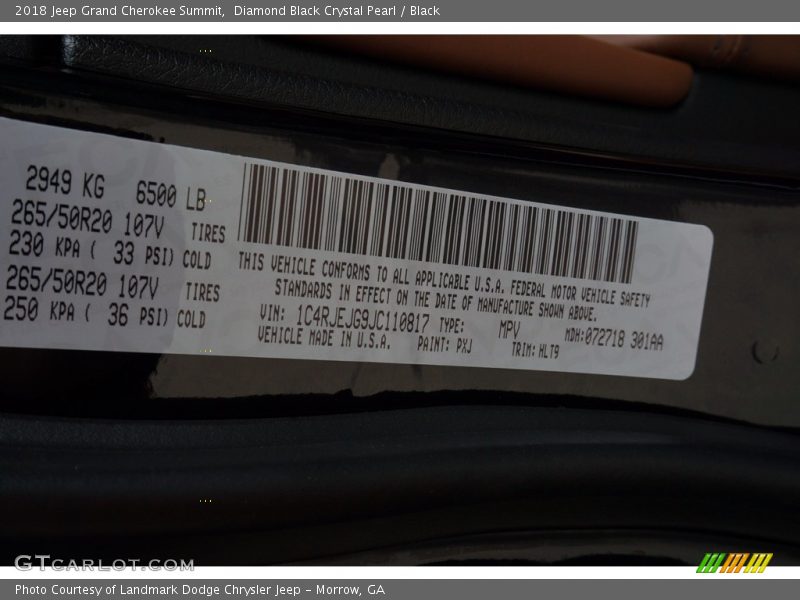 2018 Jeep Grand Cherokee Summit, Diamond Black Crystal Pearl / Black
2949 KG 6500 LB
265/50R20 107V TIRES
230 KPA ( 33 PSI) COLD
265/50R20 107V TIRES
250 KPA ( 36 PSI) COLD
THIS VEHICLE CONFORMS TO ALL APPLICABLE U.S.A. FEDERAL MOTOR VEHICLE SAFETY
STANDARDS IN EFFECT ON THE DATE OF MANUFACTURE SHOWN ABOVE.
VIN: 1C4RJEJG9JC110817 TYPE: MPV MDH:072718 301AA
VEHICLE MADE IN U.S.A. PAINT: PXJ TRIM: HLT9
GTCARLOT.COM
Photo Courtesy of Landmark Dodge Chrysler Jeep - Morrow, GA